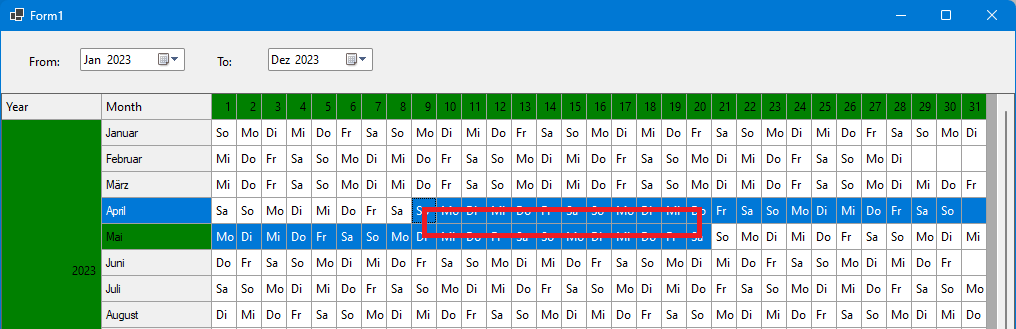 Form1
From: Jan 2023 To: Dez 2023
Year Month 1 2 3 4 5 6 7 8 9 10 11 12 13 14 15 16 17 18 19 20 21 22 23 24 25 26 27 28 29 30 31
Januar So Mo Di Mi Do Fr Sa So Mo Di Mi Do Fr Sa So Mo Di Mi Do Fr Sa So Mo Di Mi Do Fr Sa So Mo Di
Februar Mi Do Fr Sa So Mo Di Mi Do Fr Sa So Mo Di Mi Do Fr Sa So Mo Di Mi Do Fr Sa So Mo Di
März Mi Do Fr Sa So Mo Di Mi Do Fr Sa So Mo Di Mi Do Fr Sa So Mo Di Mi Do Fr Sa So Mo Di Mi Do Fr
April Sa So Mo Di Mi Do Fr Sa So Mo Di Mi Do Fr Sa So Mo Di Mi Do Fr Sa So Mo Di Mi Do Fr Sa So
Mai Mo Di Mi Do Fr Sa So Mo Di Mi Do Fr Sa So Mo Di Mi Do Fr Sa So Mo Di Mi Do Fr Sa So Mo Di Mi
Juni Do Fr Sa So Mo Di Mi Do Fr Sa So Mo Di Mi Do Fr Sa So Mo Di Mi Do Fr Sa So Mo Di Mi Do Fr
2023
Juli Sa So Mo Di Mi Do Fr Sa So Mo Di Mi Do Fr Sa So Mo Di Mi Do Fr Sa So Mo Di Mi Do Fr Sa So Mo
August Di Mi Do Fr Sa So Mo Di Mi Do Fr Sa So Mo Di Mi Do Fr Sa So Mo Di Mi Do Fr Sa So Mo Di Mi Do